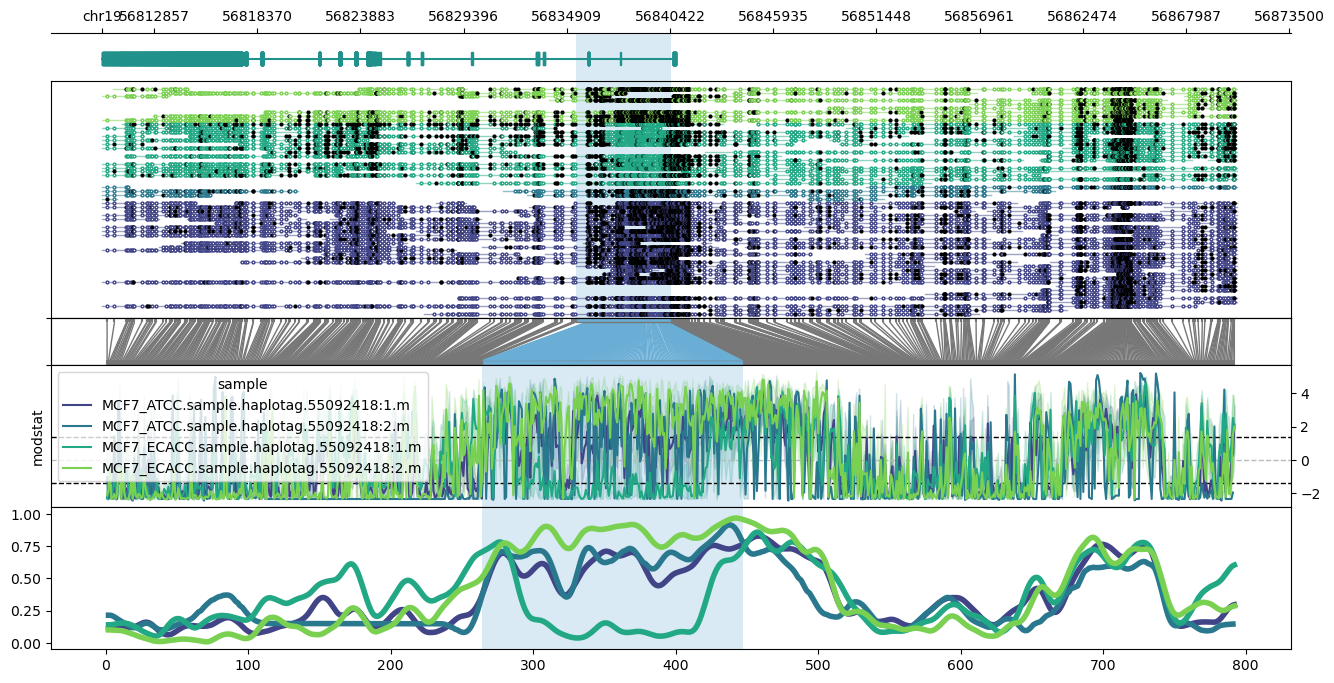 chr19 56812857 56818370 56823883 56829396 56834909 56840422 56845935 56851448 56856961 56862474 56867987 56873500
sample
MCF7_ATCC.sample.haplotag.55092418:1.m
MCF7_ATCC.sample.haplotag.55092418:2.m
MCF7_ECACC.sample.haplotag.55092418:1.m
MCF7_ECACC.sample.haplotag.55092418:2.m
modstat
4
2
0
−2
1.00
0.75
0.50
0.25
0.00
0 100 200 300 400 500 600 700 800